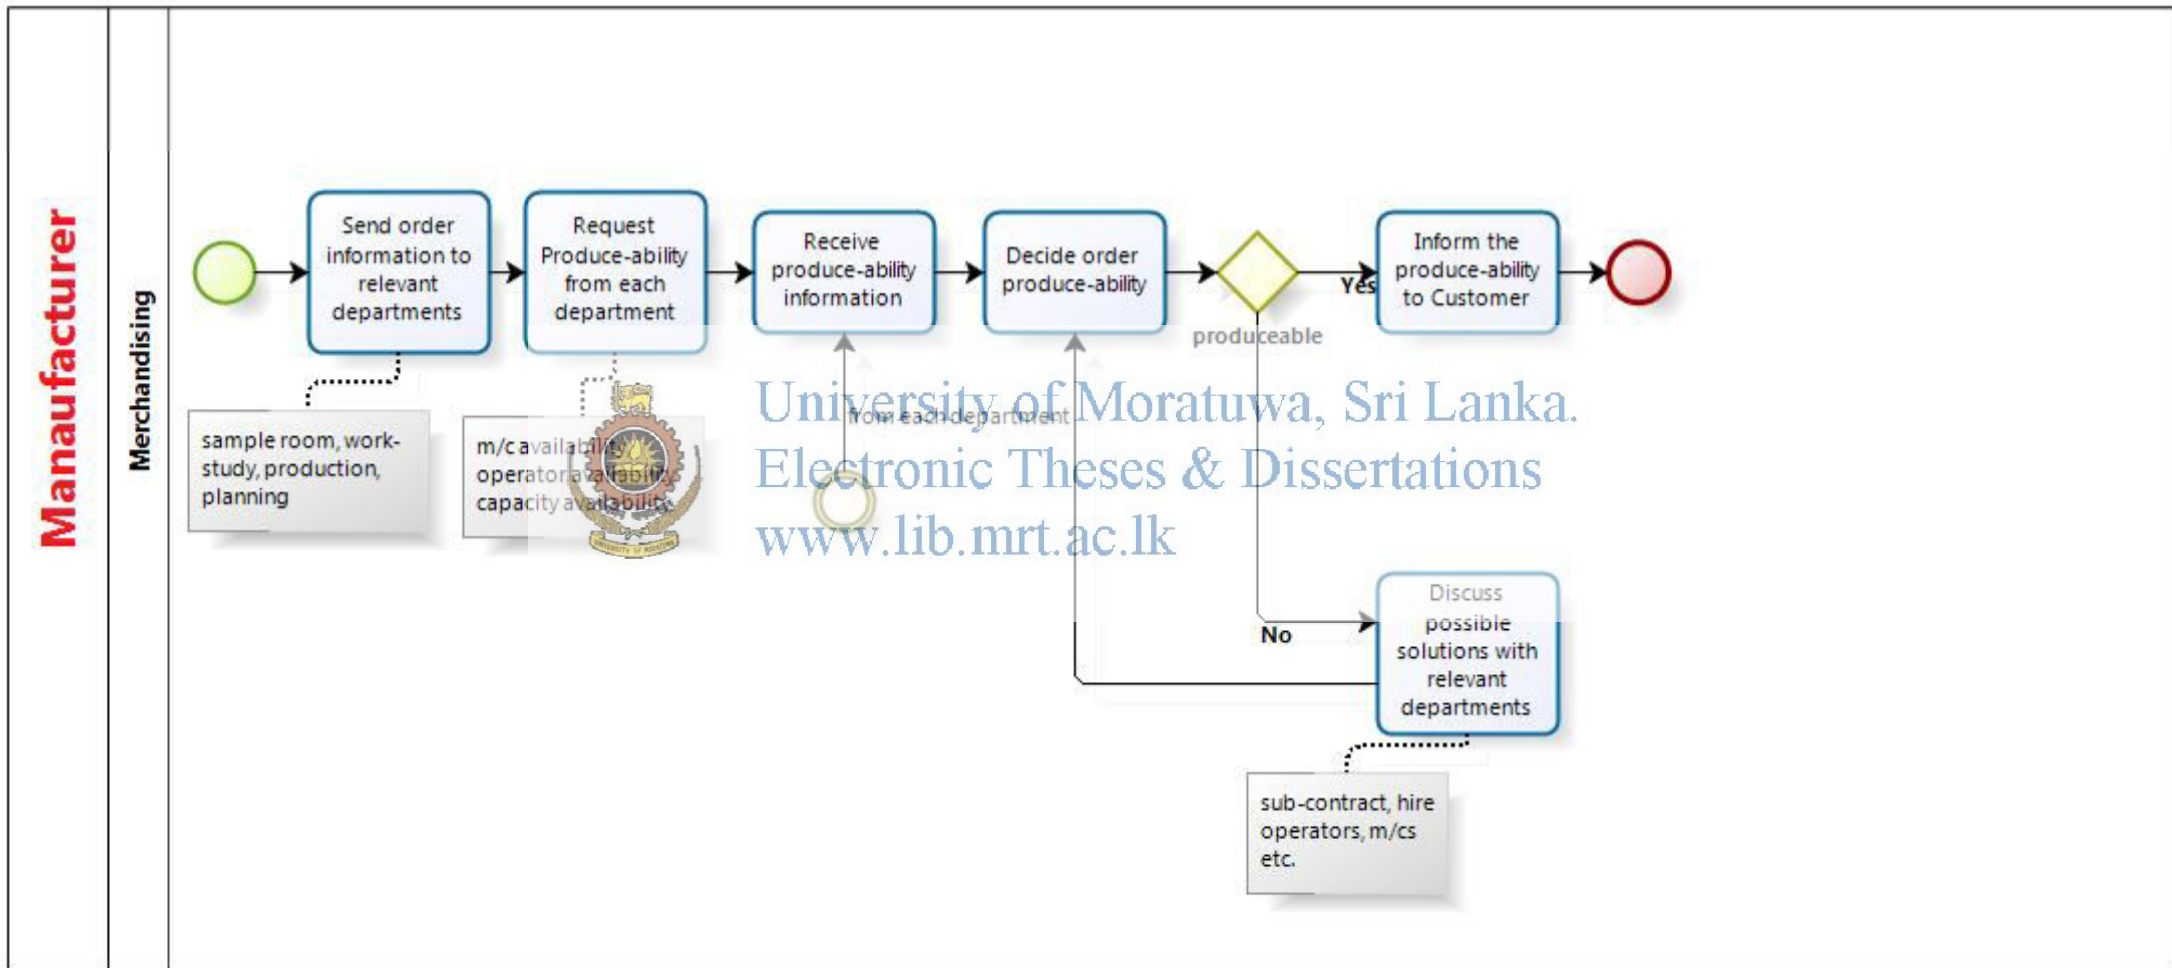 Manaufacturer
Merchandising
Send order
information to
relevant
departments
Request
Produce-ability
from each
department
Receive
produce-ability
information
Decide order
produce-ability
produceable
Yes
Inform the
produce-ability
to Customer
sample room, work-
study, production,
planning
m/c availability
operator availability
capacity availability
from each department
University of Moratuwa, Sri Lanka.
Electronic Theses & Dissertations
www.lib.mrt.ac.lk
UNIVERSITY OF MORATUWA
No
Discuss
possible
solutions with
relevant
departments
sub-contract, hire
operators, m/cs
etc.